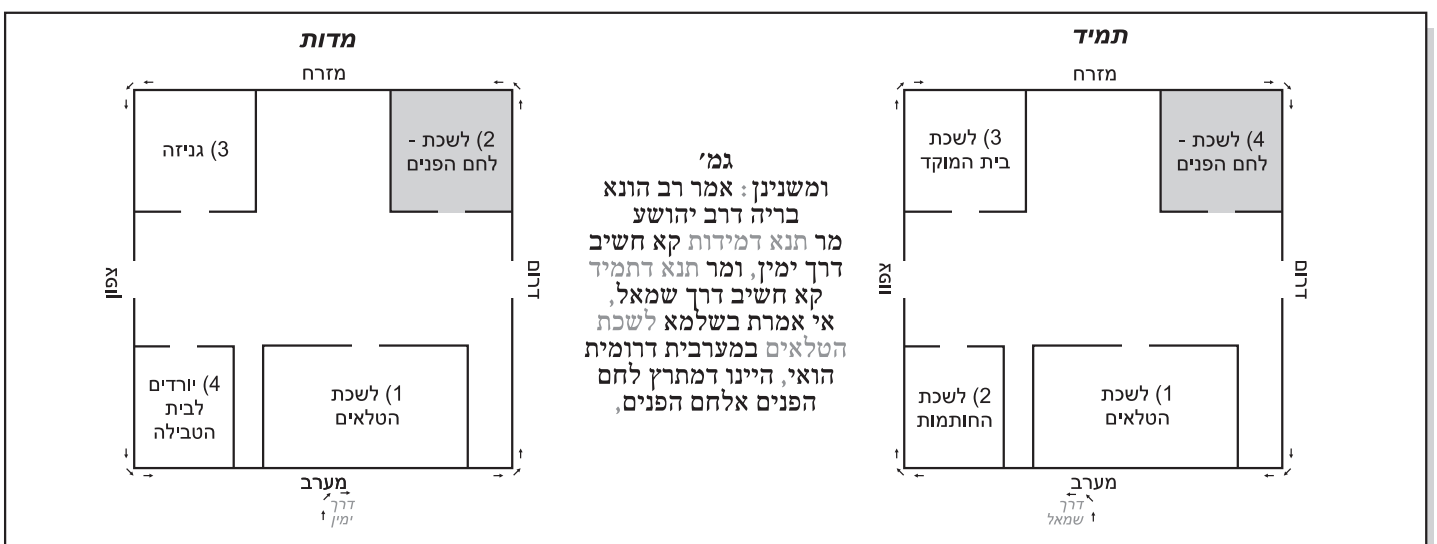 תמיד
מזרח
4) לשכת -
לחם הפנים
3) לשכת
בית המוקד
דרום
צפון
1) לשכת
הטלאים
2) לשכת
החותמות
מערב
דרך
שמאל
גמ'
ומשנינן: אמר רב הונא
בריה דרב יהושע
מר תנא דמידות קא חשיב
דרך ימין, ומר תנא דתמיד
קא חשיב דרך שמאל,
אי אמרת בשלמא לשכת
הטלאים במערבית דרומית
הואי, היינו דמתרץ לחם
הפנים אלחם הפנים,
מדות
מזרח
2) לשכת -
לחם הפנים
3) גניזה
דרום
צפון
1) לשכת
הטלאים
4) יורדים
לבית
הטבילה
מערב
דרך
ימין